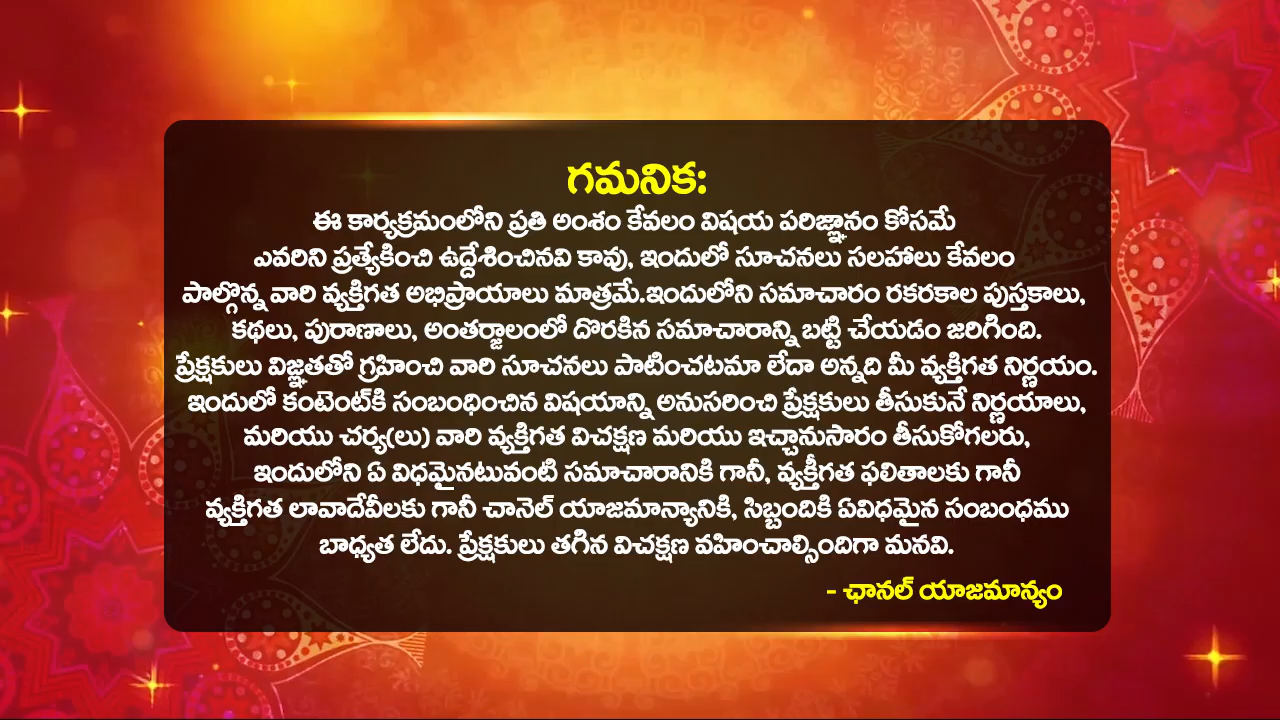 గమనిక:
ఈ కార్యక్రమంలోని ప్రతి అంశం కేవలం విషయ పరిజ్ఞానం కోసమే
ఎవరిని ప్రత్యేకించి ఉద్దేశించినవి కావు, ఇందులో సూచనలు సలహాలు కేవలం
పాల్గొన్న వారి వ్యక్తిగత అభిప్రాయాలు మాత్రమే.ఇందులోని సమాచారం రకరకాల పుస్తకాలు,
కథలు, పురాణాలు, అంతర్జాలంలో దొరకిన సమాచారాన్ని బట్టి చేయడం జరిగింది.
ప్రేక్షకులు విజ్ఞతతో గ్రహించి వారి సూచనలు పాటించటమా లేదా అన్నది మీ వ్యక్తిగత నిర్ణయం.
ఇందులో కంటెంట్‌కి సంబంధించిన విషయాన్ని అనుసరించి ప్రేక్షకులు తీసుకునే నిర్ణయాలు,
మరియు చర్య(లు) వారి వ్యక్తిగత విచక్షణ మరియు ఇచ్చానుసారం తీసుకోగలరు,
ఇందులోని ఏ విధమైనటువంటి సమాచారానికి గానీ, వ్యక్తీగత ఫలితాలకు గానీ
వ్యక్తిగత లావాదేవీలకు గానీ చానెల్ యాజమాన్యానికి, సిబ్బందికి ఏవిధమైన సంబంధము
బాధ్యత లేదు. ప్రేక్షకులు తగిన విచక్షణ వహించాల్సిందిగా మనవి.
- ఛానల్ యాజమాన్యం